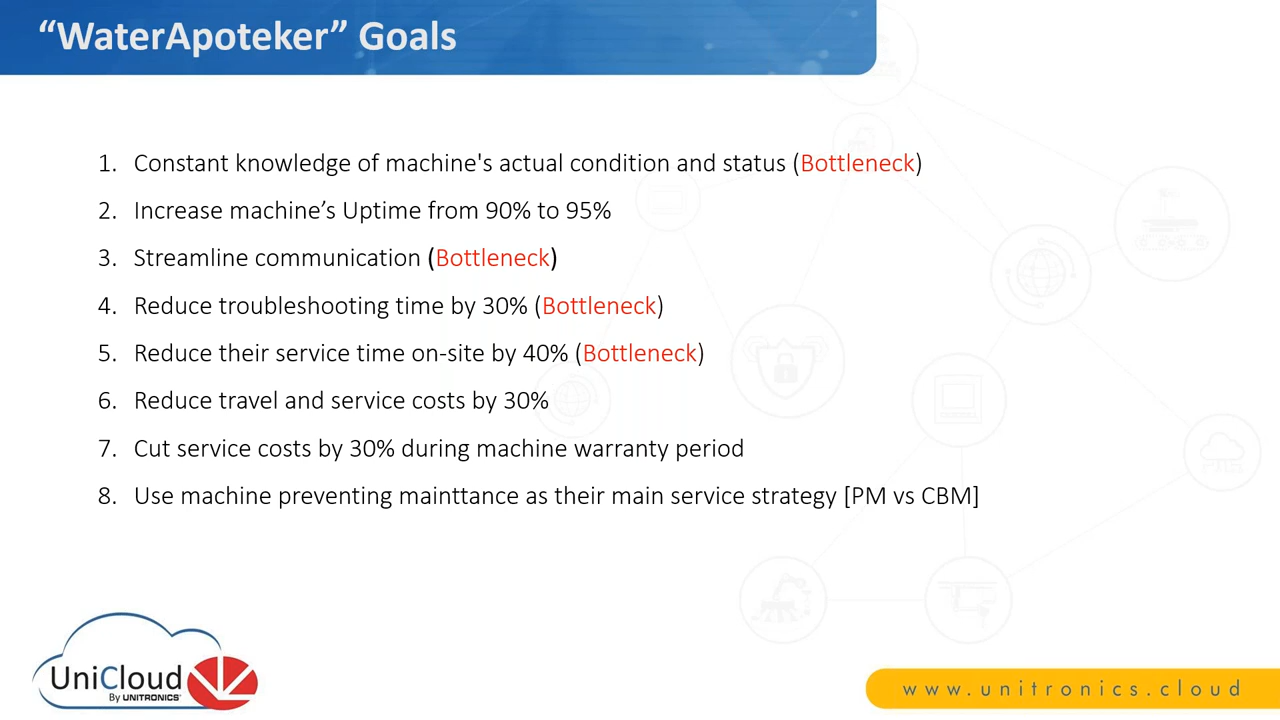 “WaterApoteker” Goals
1. Constant knowledge of machine's actual condition and status (Bottleneck)
2. Increase machine’s Uptime from 90% to 95%
3. Streamline communication (Bottleneck)
4. Reduce troubleshooting time by 30% (Bottleneck)
5. Reduce their service time on-site by 40% (Bottleneck)
6. Reduce travel and service costs by 30%
7. Cut service costs by 30% during machine warranty period
8. Use machine preventing mainttance as their main service strategy [PM vs CBM]
UniCloud
By UNITRONICS
www.unitronics.cloud